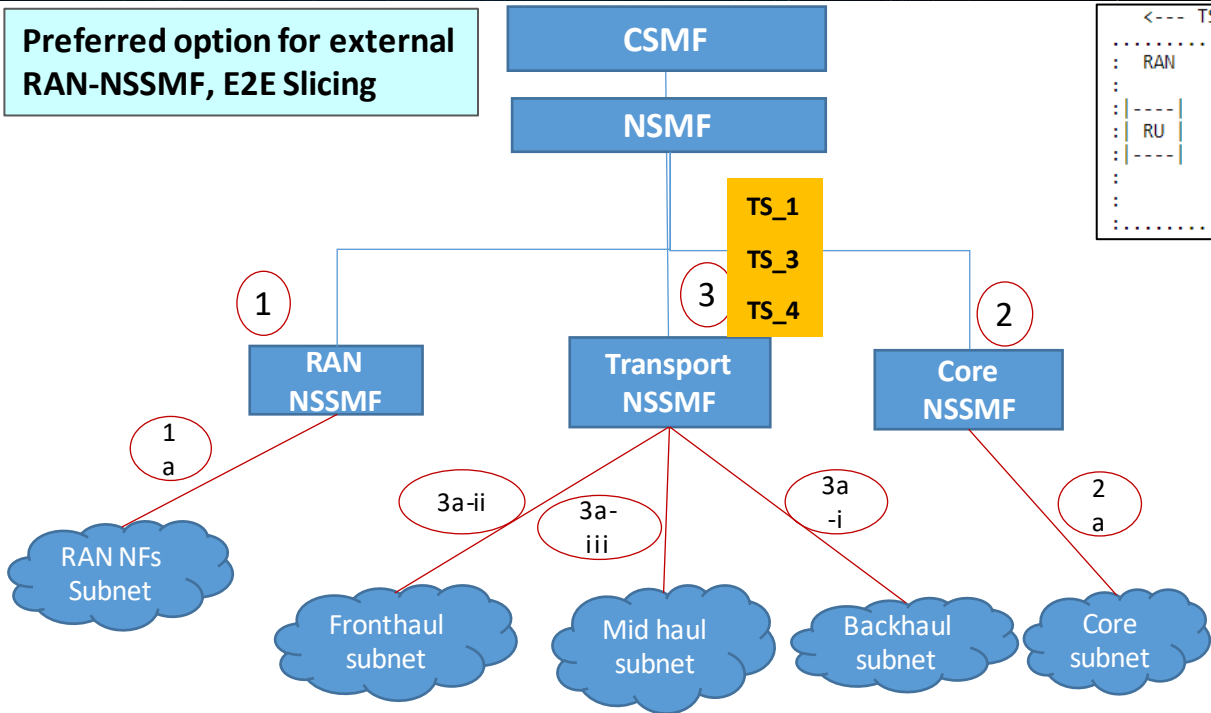 Preferred option for external
RAN-NSSMF, E2E Slicing
CSMF
NSMF
<--- TS
.........
:  RAN
:
:|----|
:| RU |
:|----|
:
:
:.........
TS_1
TS_3
TS_4
1
3
2
RAN
NSSMF
Transport
NSSMF
Core
NSSMF
1
a
3a-ii
3a-
iii
3a
-i
2
a
RAN NFs
Subnet
Fronthaul
subnet
Mid haul
subnet
Backhaul
subnet
Core
subnet